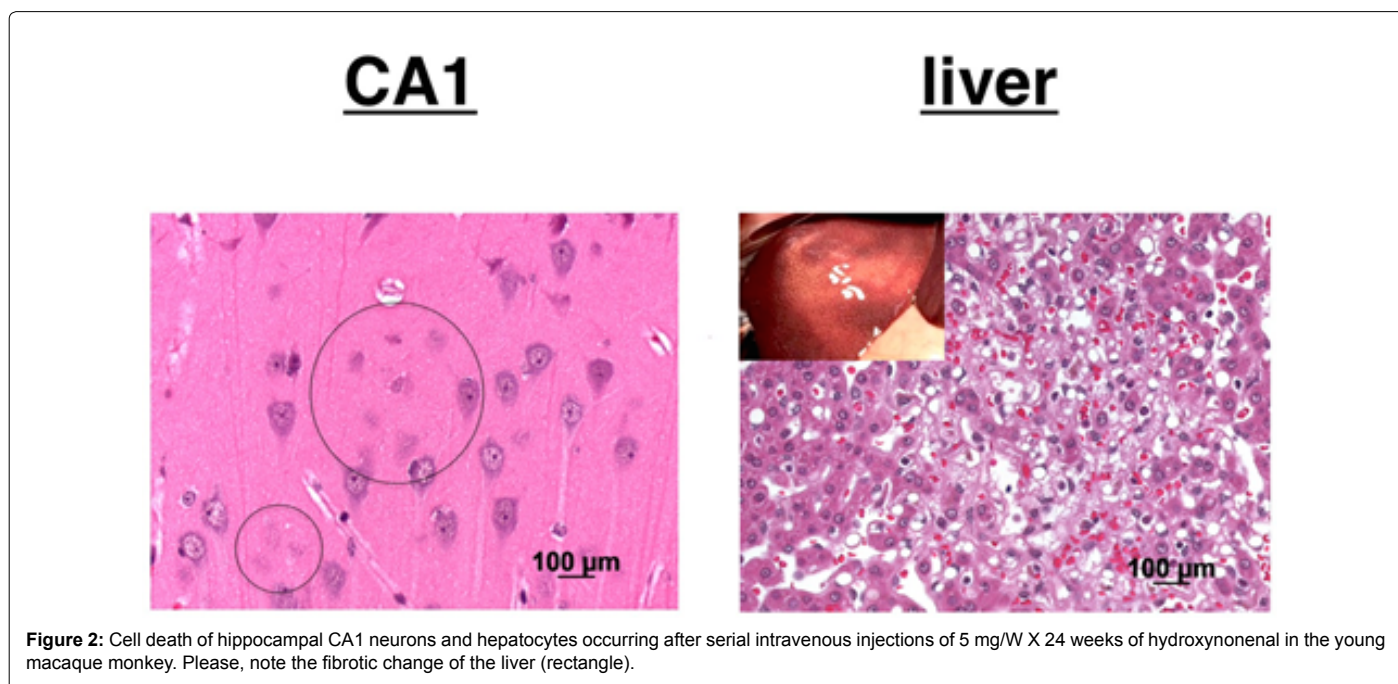 CA1
liver
100 μm
100 μm
Figure 2: Cell death of hippocampal CA1 neurons and hepatocytes occurring after serial intravenous injections of 5 mg/W X 24 weeks of hydroxynonenal in the young
macaque monkey. Please, note the fibrotic change of the liver (rectangle).